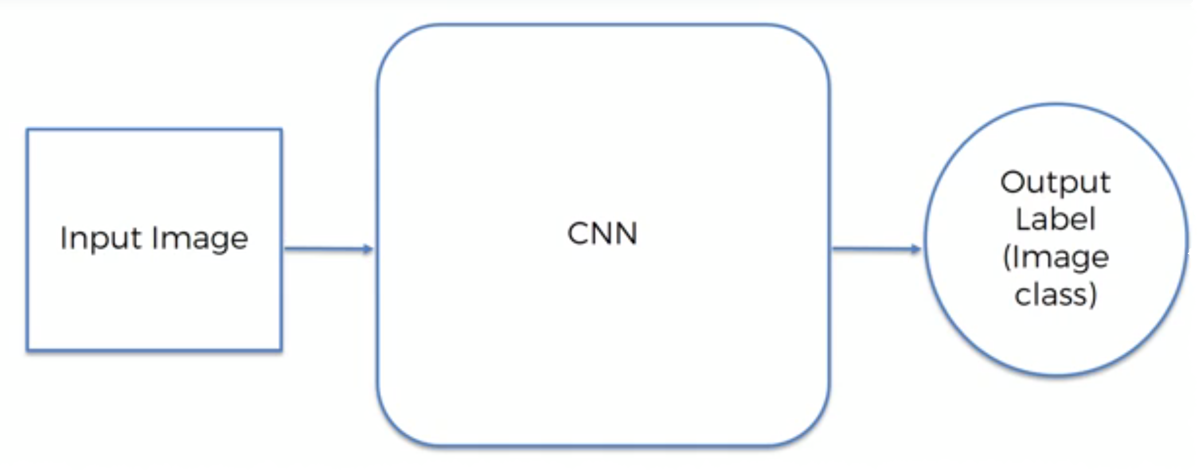 Input Image
CNN
Output
Label
(Image
class)